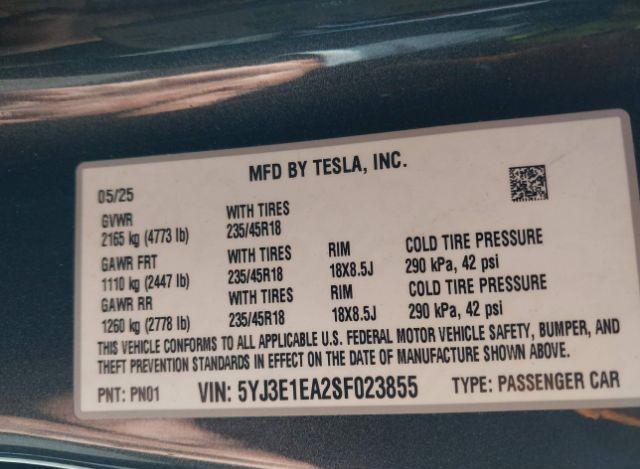 MFD BY TESLA, INC.
05/25
GVWR WITH TIRES
2165 kg (4773 lb) 235/45R18
GAWR FRT WITH TIRES RIM COLD TIRE PRESSURE
1110 kg (2447 lb) 235/45R18 18X8.5J 290 kPa, 42 psi
GAWR RR WITH TIRES RIM COLD TIRE PRESSURE
1260 kg (2778 lb) 235/45R18 18X8.5J 290 kPa, 42 psi
THIS VEHICLE CONFORMS TO ALL APPLICABLE U.S. FEDERAL MOTOR VEHICLE SAFETY, BUMPER, AND
THEFT PREVENTION STANDARDS IN EFFECT ON THE DATE OF MANUFACTURE SHOWN ABOVE.
PNT: PN01 VIN: 5YJ3E1EA2SF023855 TYPE: PASSENGER CAR